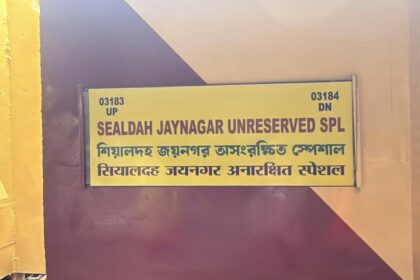 03183 03184
UP DN
SEALDAH JAYNAGAR UNRESERVED SPL
শিয়ালদহ জয়নগর অসংরক্ষিত স্পেশাল
सियालदह जयनगर अनारक्षित स्पेशल